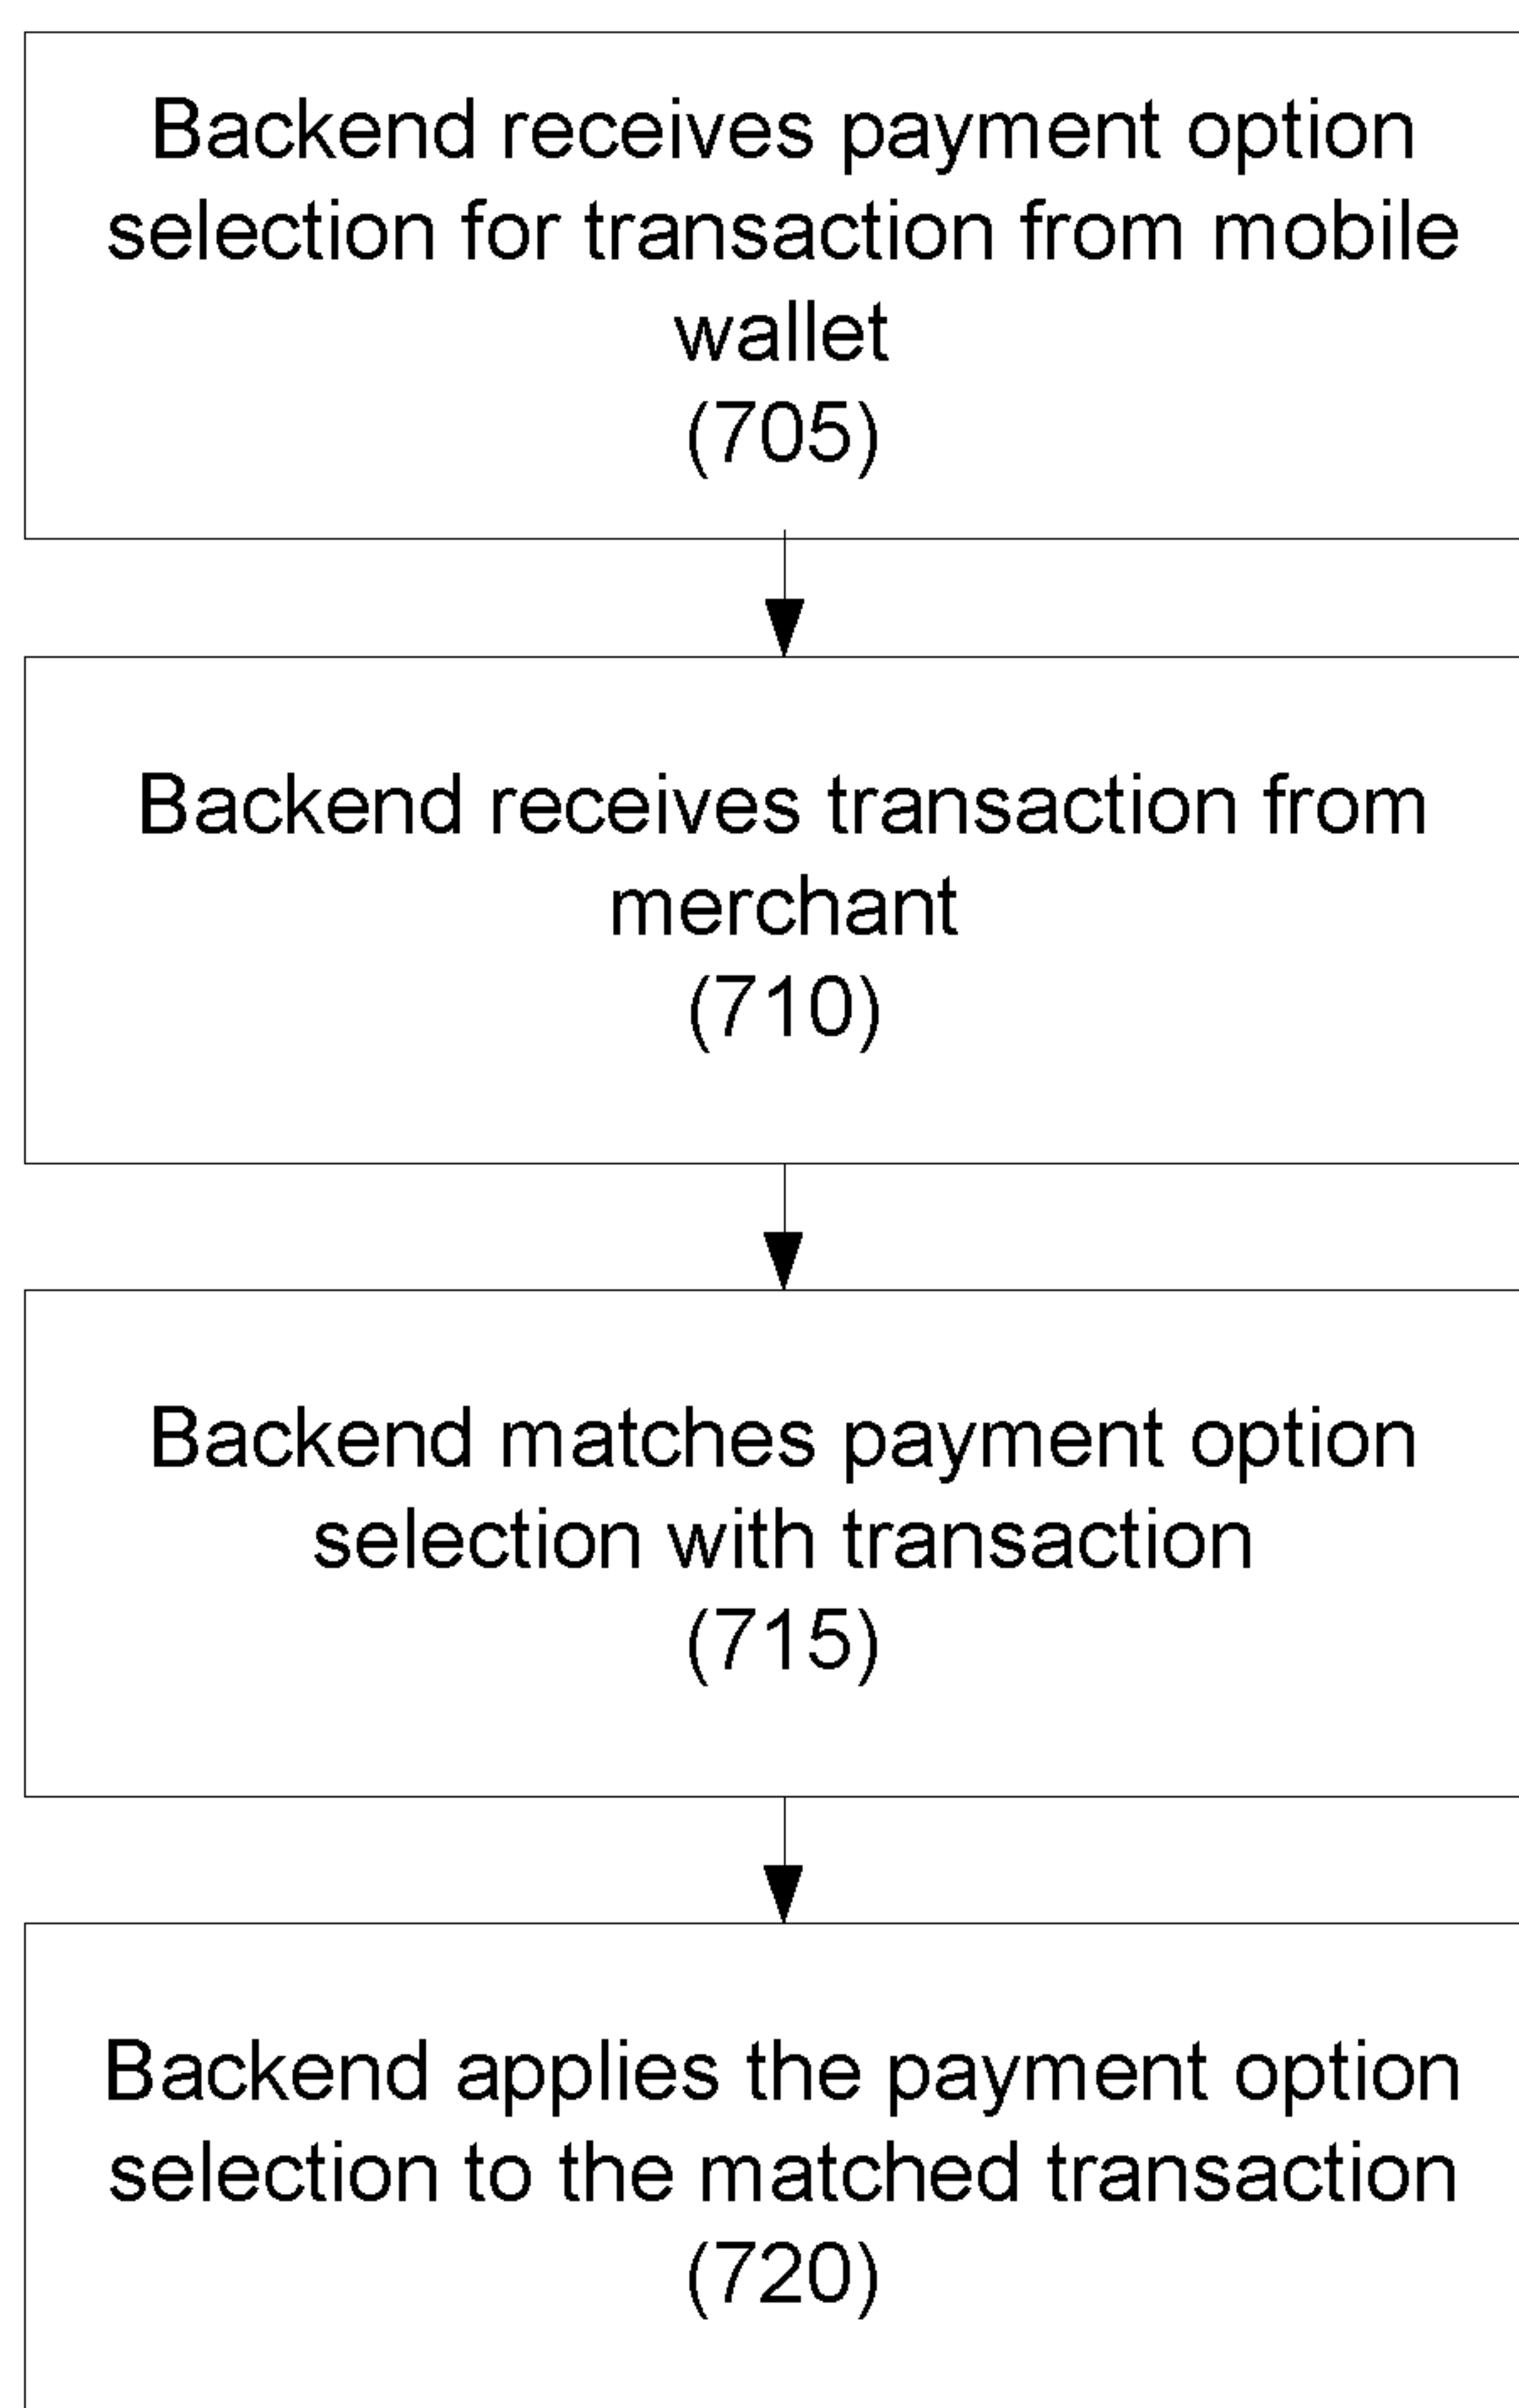 Backend receives payment option
selection for transaction from mobile
wallet
(705)
Backend receives transaction from
merchant
(710)
Backend matches payment option
selection with transaction
(715)
Backend applies the payment option
selection to the matched transaction
(720)